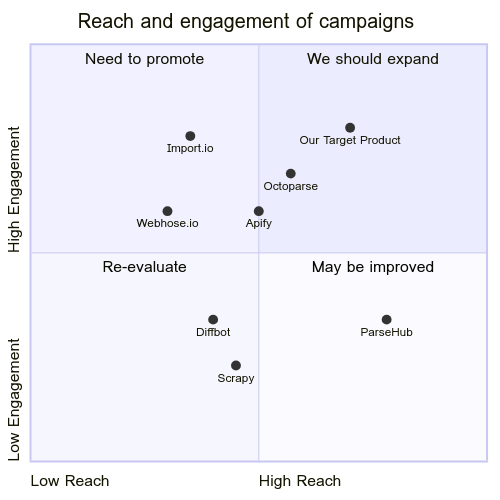 Reach and engagement of campaigns
Need to promote
We should expand
Our Target Product
Import.io
Octoparse
Webhose.io
Apify
High Engagement
Re-evaluate
May be improved
Diffbot
ParseHub
Scrapy
Low Engagement
Low Reach
High Reach